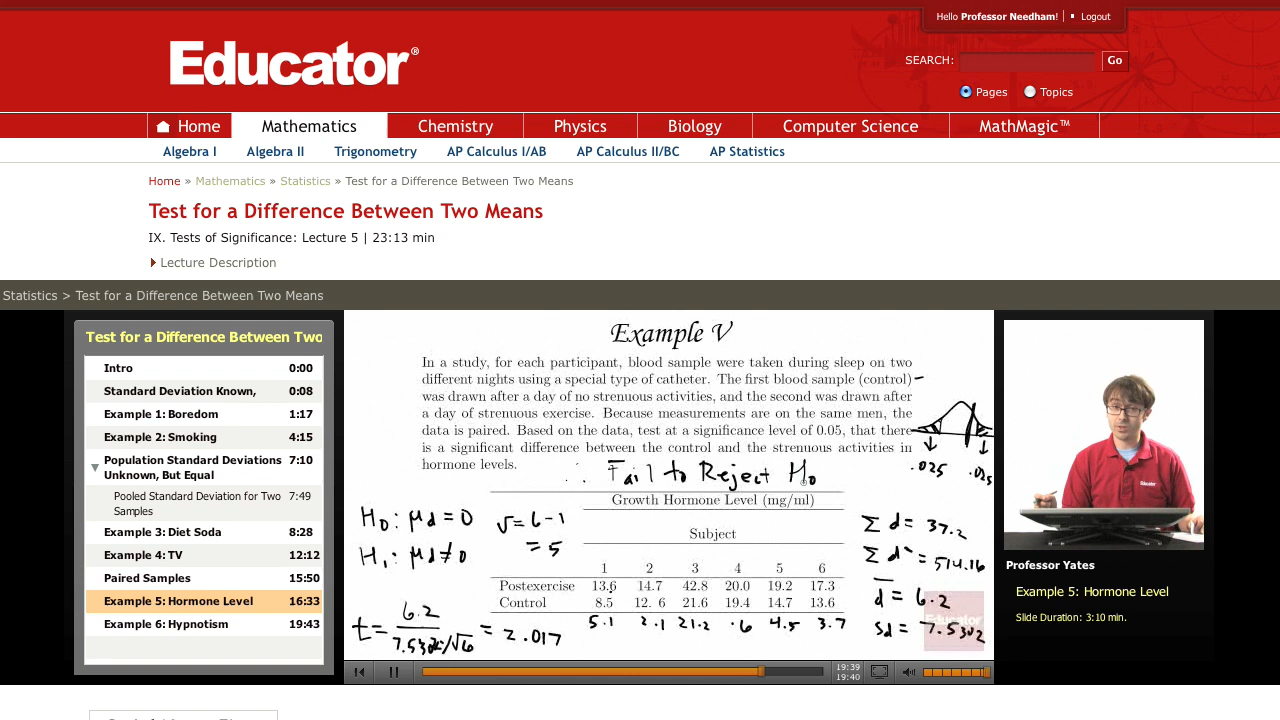 Hello Professor Needham! Logout
Educator®
SEARCH: Go
Pages Topics
Home Mathematics Chemistry Physics Biology Computer Science MathMagic™
Algebra I Algebra II Trigonometry AP Calculus I/AB AP Calculus II/BC AP Statistics
Home » Mathematics » Statistics » Test for a Difference Between Two Means
Test for a Difference Between Two Means
IX. Tests of Significance: Lecture 5 | 23:13 min
Lecture Description
Statistics > Test for a Difference Between Two Means
Test for a Difference Between Two
Intro 0:00
Standard Deviation Known, 0:08
Example 1: Boredom 1:17
Example 2: Smoking 4:15
Population Standard Deviations 7:10
Unknown, But Equal
Pooled Standard Deviation for Two 7:49
Samples
Example 3: Diet Soda 8:28
Example 4: TV 12:12
Paired Samples 15:50
Example 5: Hormone Level 16:33
Example 6: Hypnotism 19:43
Example V
In a study, for each participant, blood sample were taken during sleep on two
different nights using a special type of catheter. The first blood sample (control)
was drawn after a day of no strenuous activities, and the second was drawn after
a day of strenuous exercise. Because measurements are on the same men, the
data is paired. Based on the data, test at a significance level of 0.05, that there
is a significant difference between the control and the strenuous activities in
hormone levels.
.025 .025
∴ Fail to Reject H₀
Growth Hormone Level (mg/ml)
Subject
1 2 3 4 5 6
Postexercise 13.6 14.7 42.8 20.0 19.2 17.3
Control 8.5 12. 6 21.6 19.4 14.7 13.6
5.1 2.1 21.2 .6 4.5 3.7
H₀: μd = 0
H₁: μd ≠ 0
ν = 6 - 1
= 5
t = 6.2 / 7.5302/√6 = 2.017
Σ d = 37.2
Σ d² = 514.16
d̄ = 6.2
sd = 7.5302
19:39
19:40
Educator
Professor Yates
Example 5: Hormone Level
Slide Duration: 3:10 min.